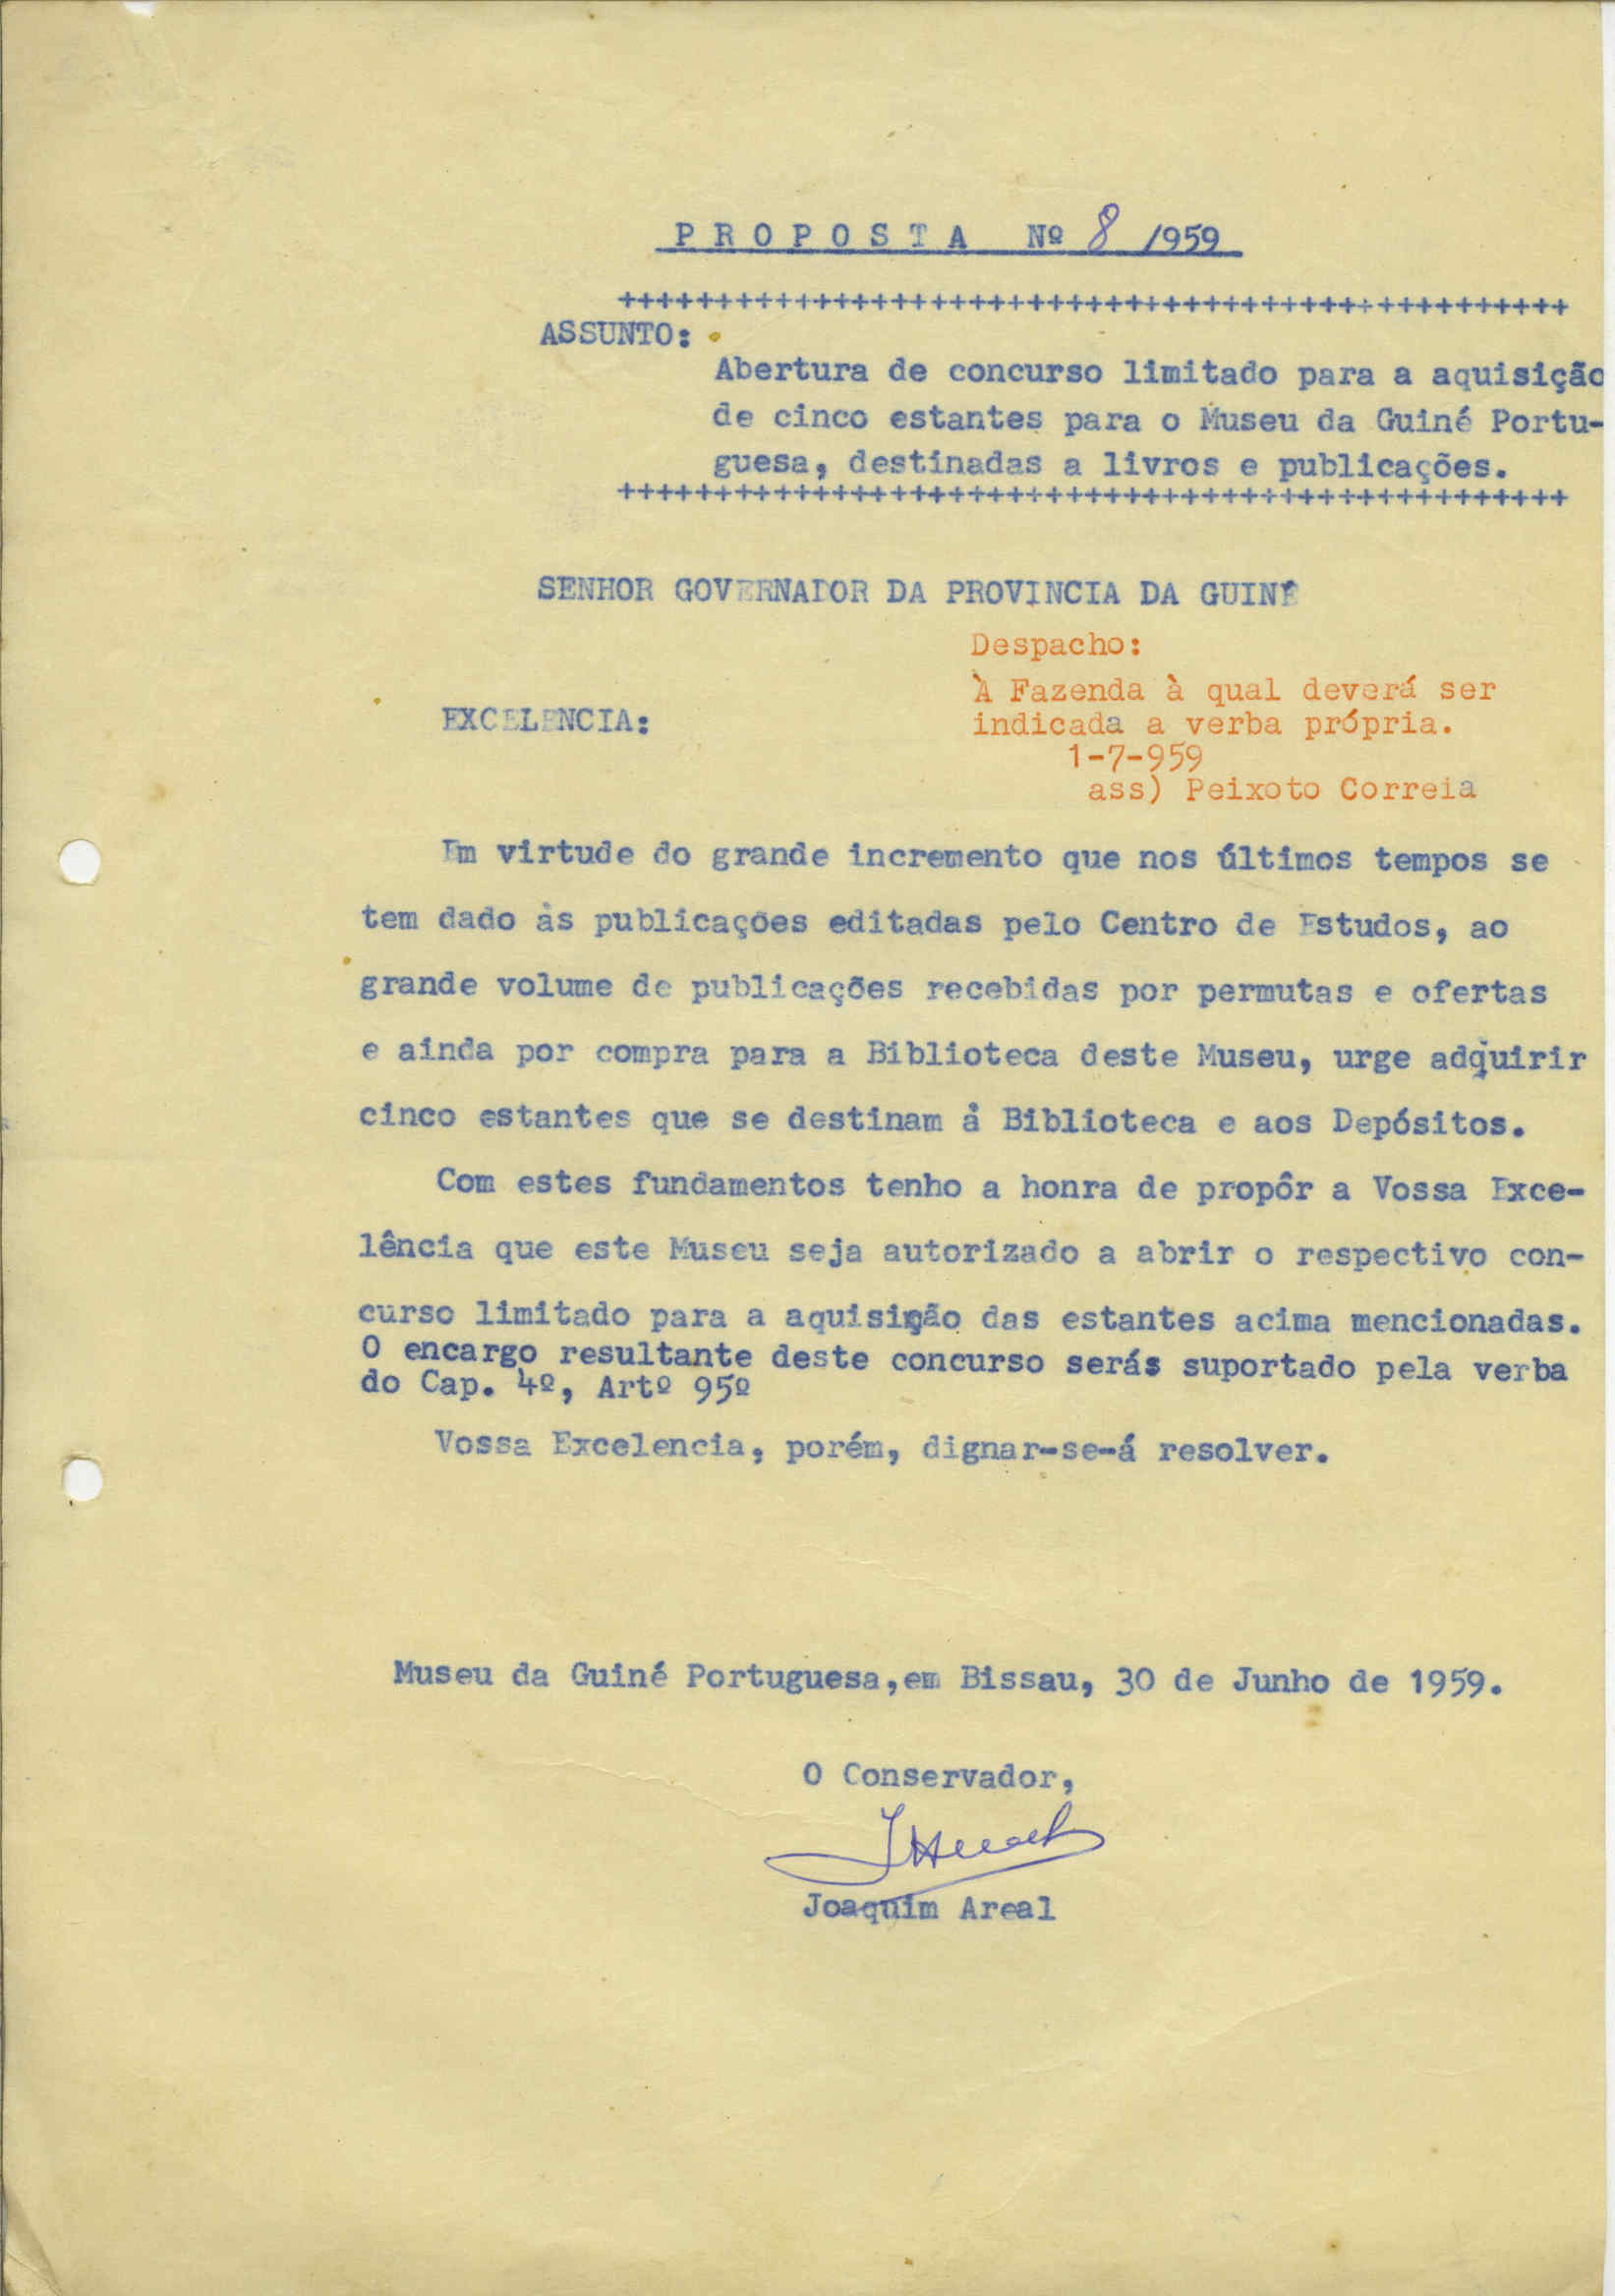 PROPOSTA Nº 8 /1959
+++++++++++++++++++++++++++++++++++++++++++++++++
ASSUNTO:
Abertura de concurso limitado para a aquisição
de cinco estantes para o Museu da Guiné Portu-
guesa, destinadas a livros e publicações.
+++++++++++++++++++++++++++++++++++++++++++++++++
SENHOR GOVERNADOR DA PROVINCIA DA GUINÉ
Despacho:
À Fazenda à qual deverá ser
indicada a verba própria.
1-7-959
ass) Peixoto Correia
EXCELENCIA:
Em virtude do grande incremento que nos últimos tempos se
tem dado às publicações editadas pelo Centro de Estudos, ao
grande volume de publicações recebidas por permutas e ofertas
e ainda por compra para a Biblioteca deste Museu, urge adquirir
cinco estantes que se destinam à Biblioteca e aos Depósitos.
Com estes fundamentos tenho a honra de propôr a Vossa Exce-
lência que este Museu seja autorizado a abrir o respectivo con-
curso limitado para a aquisição das estantes acima mencionadas.
O encargo resultante deste concurso serás suportado pela verba
do Cap. 4º, Artº 95º
Vossa Excelencia, porém, dignar-se-á resolver.
Museu da Guiné Portuguesa,em Bissau, 30 de Junho de 1959.
O Conservador,
JAreal
Joaquim Areal